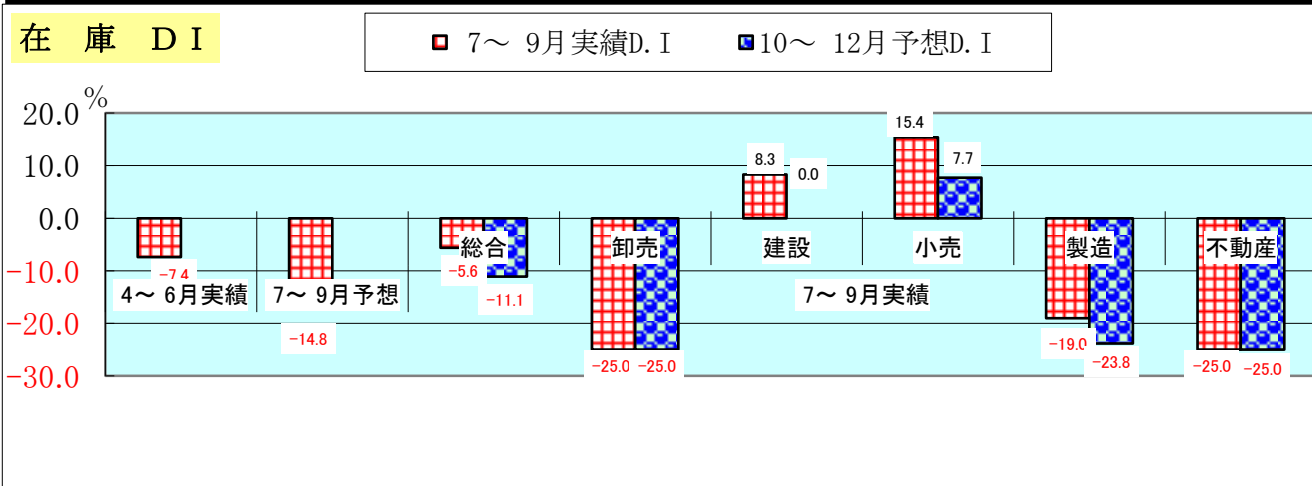 在 庫 ＤＩ
7～ 9月実績D.I
10～ 12月予想D.I
%
20.0
10.0
0.0
-10.0
-20.0
-30.0
-7.4
4～ 6月実績
-14.8
7～ 9月予想
総合
-5.6
-11.1
卸売
-25.0
-25.0
8.3
0.0
建設
15.4
7.7
小売
7～ 9月実績
製造
-19.0
-23.8
不動産
-25.0
-25.0